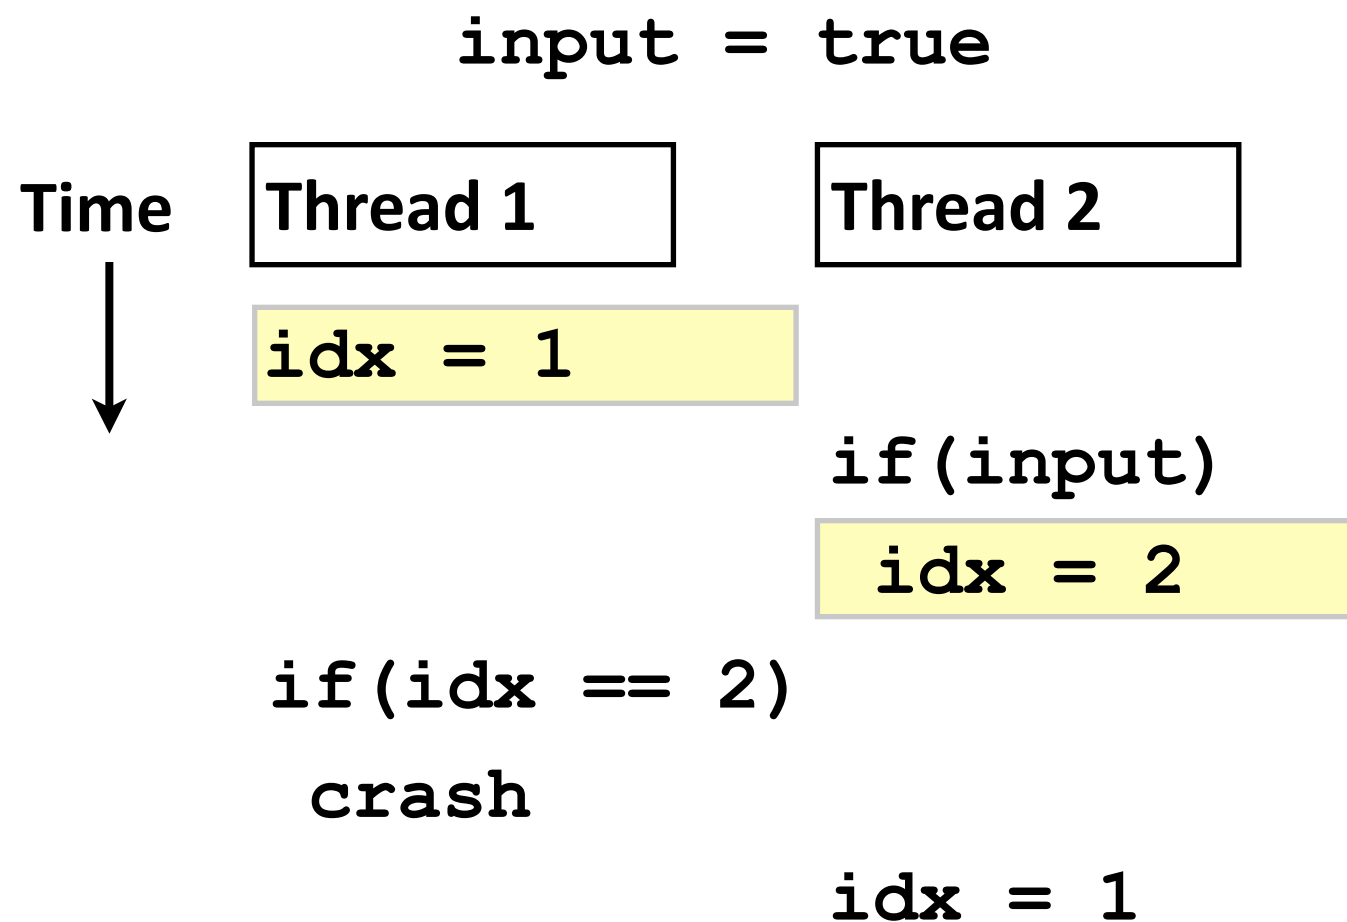 input = true
Time Thread 1 Thread 2
idx = 1
if(input)
idx = 2
if(idx == 2)
crash
idx = 1